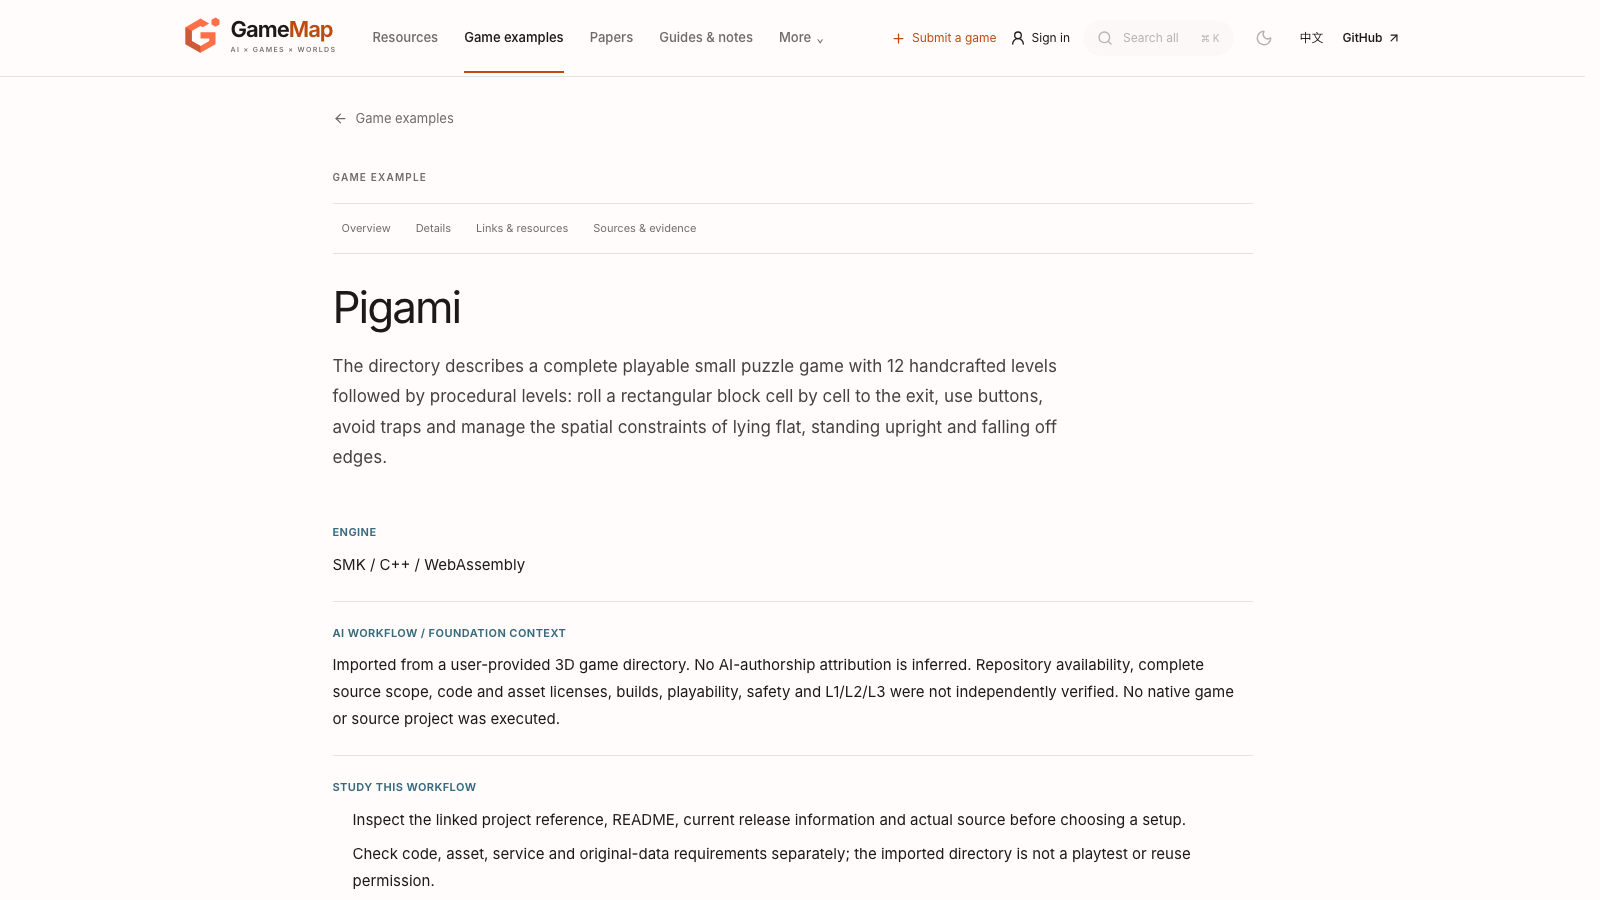 GameMap
AI × GAMES × WORLDS
Resources
Game examples
Papers
Guides & notes
More
Submit a game
Sign in
Search all
⌘ K
中文
GitHub
Game examples
GAME EXAMPLE
Overview
Details
Links & resources
Sources & evidence
Pigami
The directory describes a complete playable small puzzle game with 12 handcrafted levels
followed by procedural levels: roll a rectangular block cell by cell to the exit, use buttons,
avoid traps and manage the spatial constraints of lying flat, standing upright and falling off
edges.
ENGINE
SMK / C++ / WebAssembly
AI WORKFLOW / FOUNDATION CONTEXT
Imported from a user-provided 3D game directory. No AI-authorship attribution is inferred. Repository availability, complete
source scope, code and asset licenses, builds, playability, safety and L1/L2/L3 were not independently verified. No native game
or source project was executed.
STUDY THIS WORKFLOW
Inspect the linked project reference, README, current release information and actual source before choosing a setup.
Check code, asset, service and original-data requirements separately; the imported directory is not a playtest or reuse
permission.